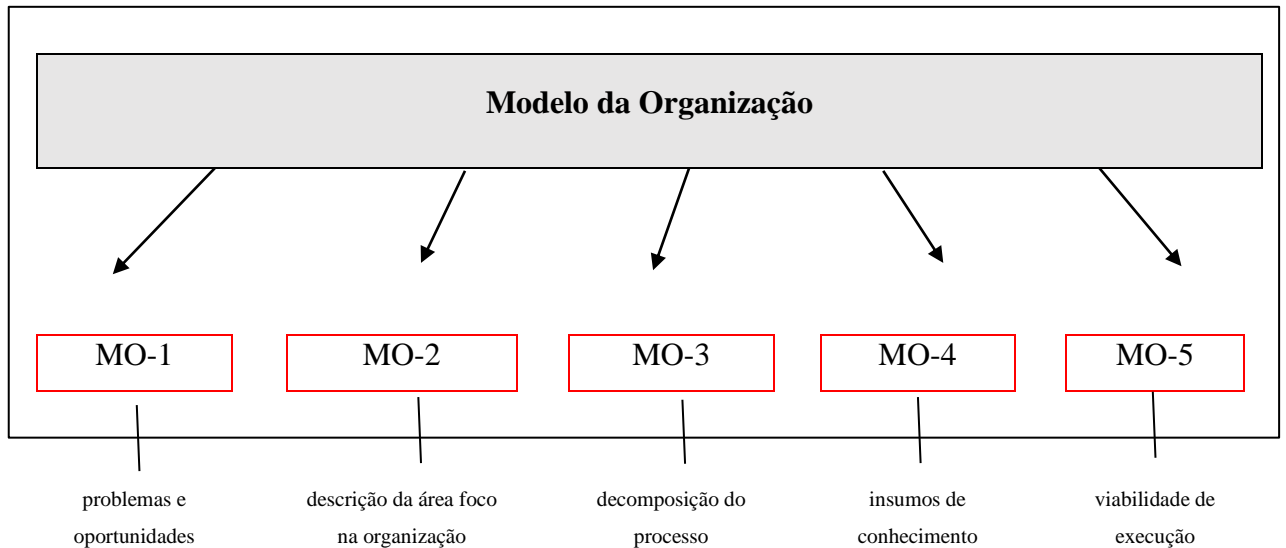 Modelo da Organização
MO-1
MO-2
MO-3
MO-4
MO-5
problemas e
oportunidades
descrição da área foco
na organização
decomposição do
processo
insumos de
conhecimento
viabilidade de
execução